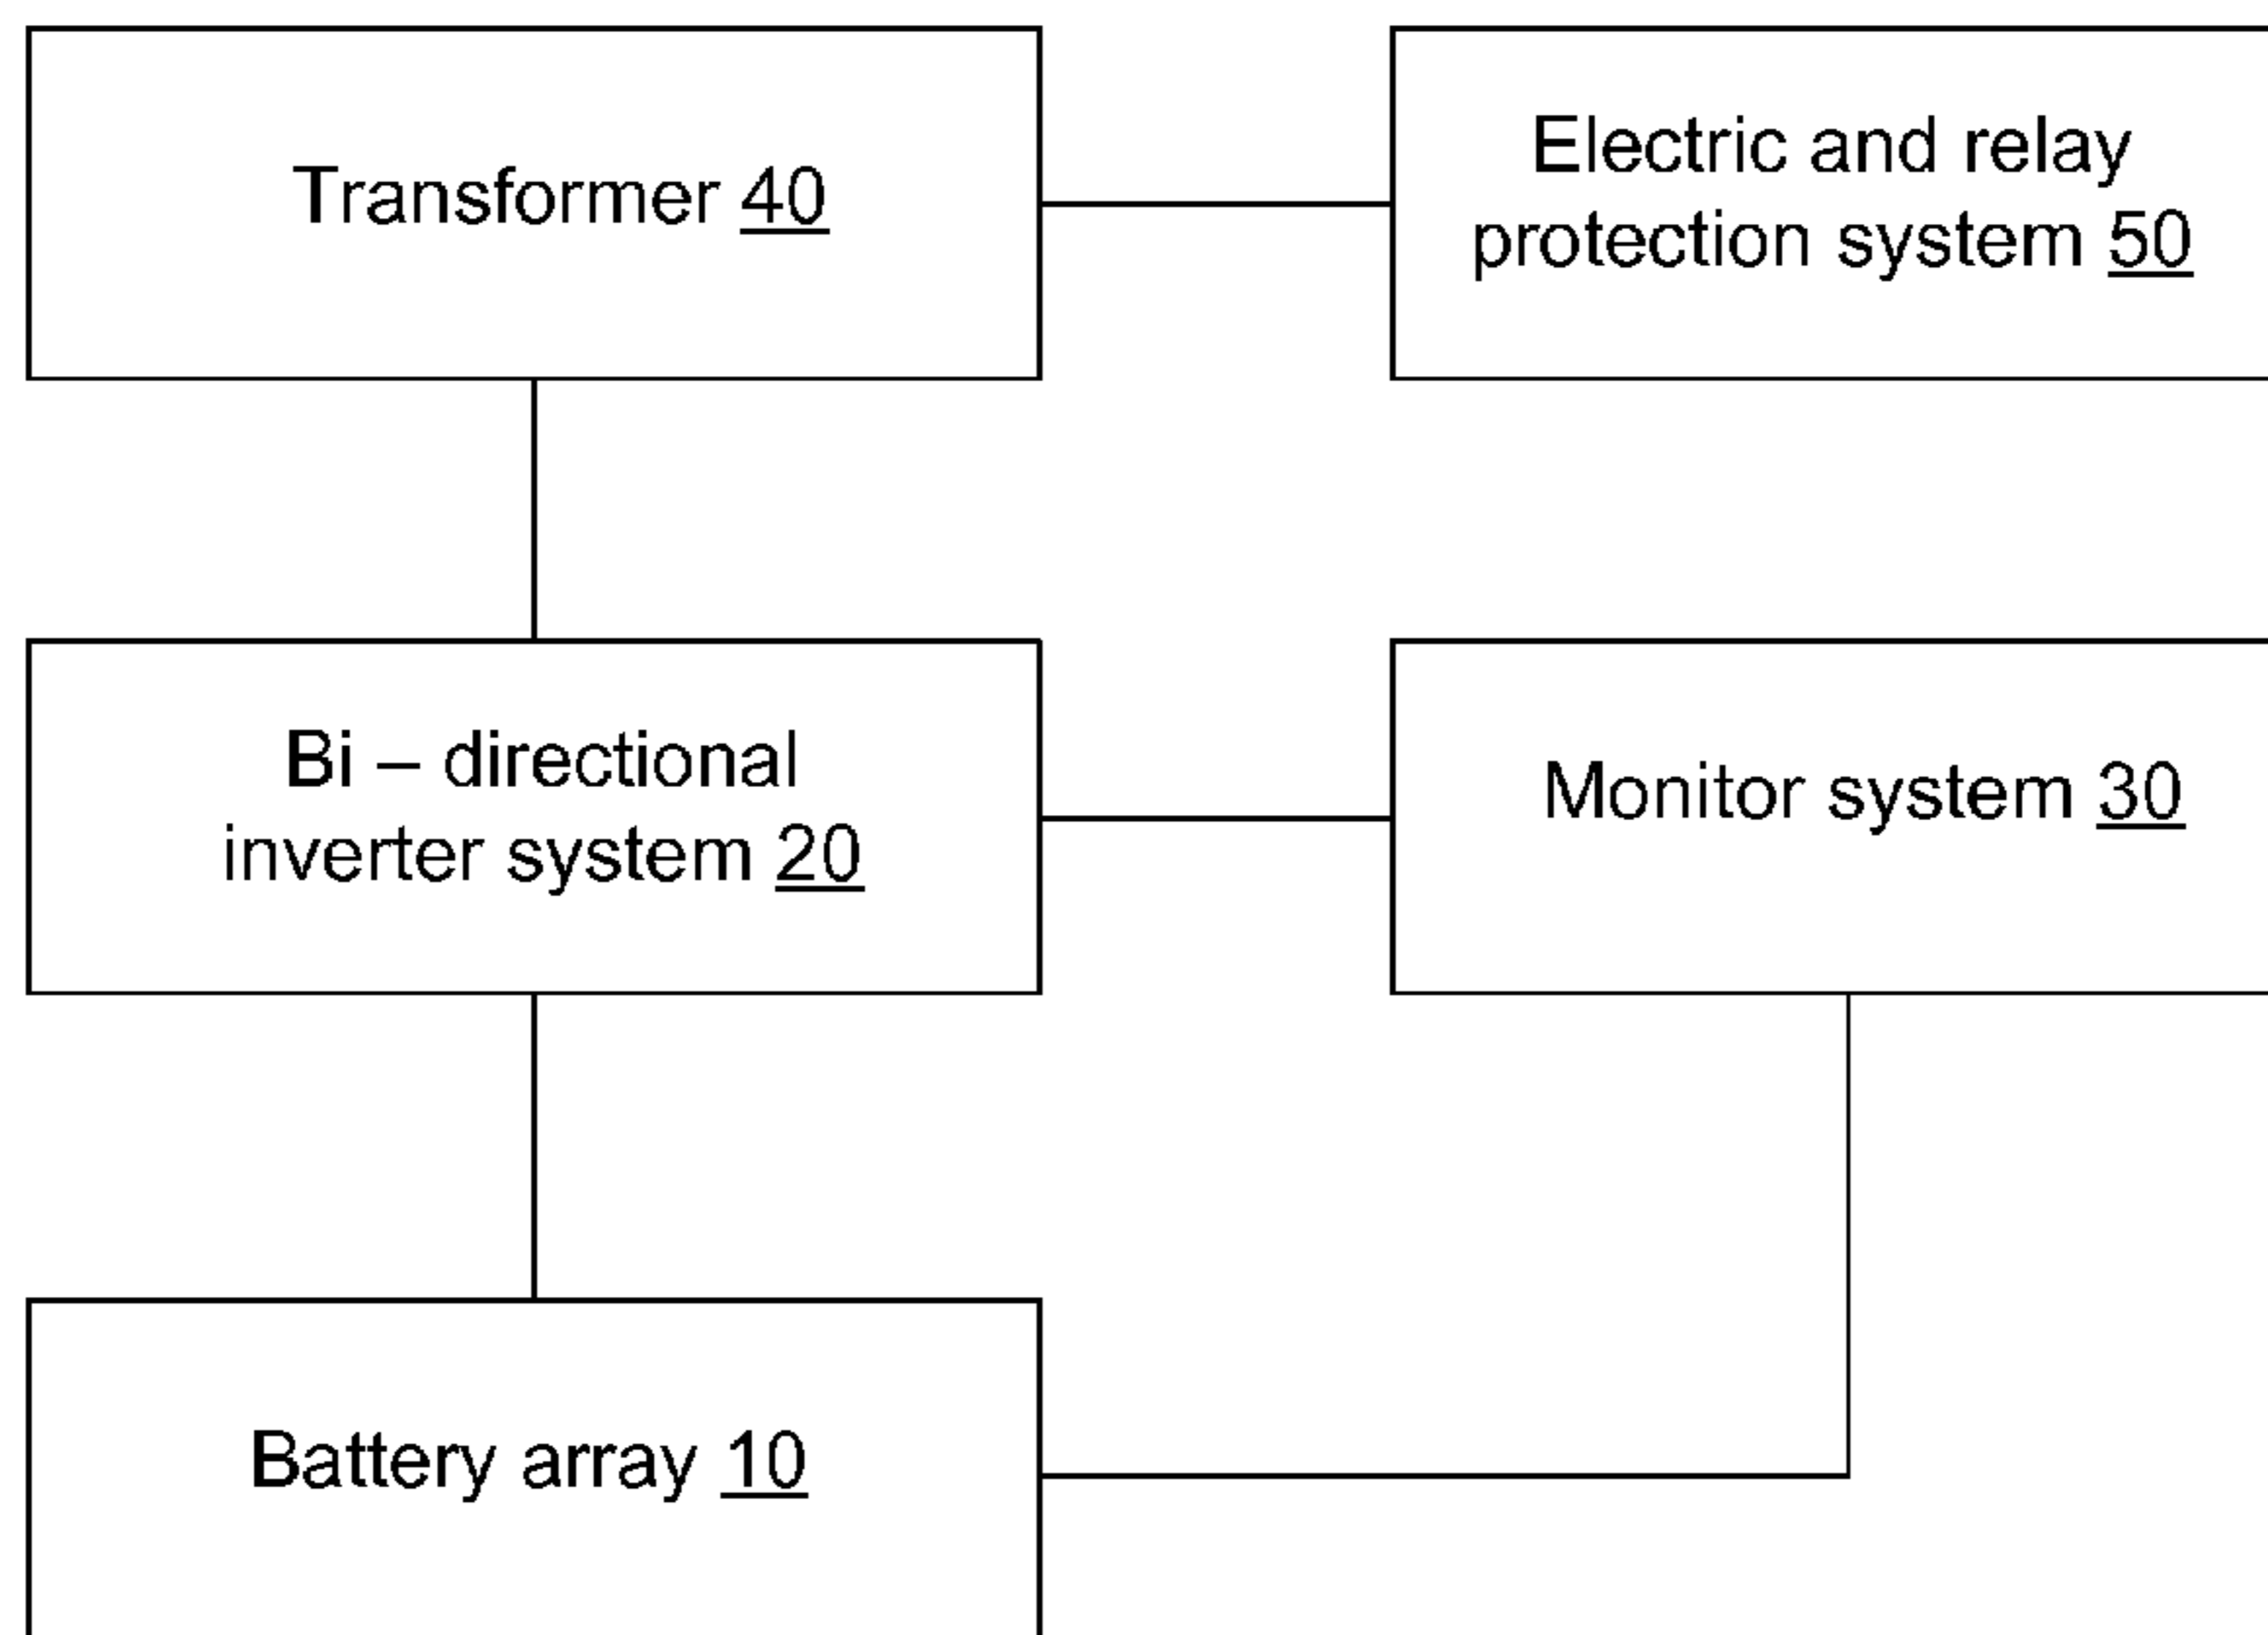 Transformer 40
Electric and relay
protection system 50
Bi – directional
inverter system 20
Monitor system 30
Battery array 10